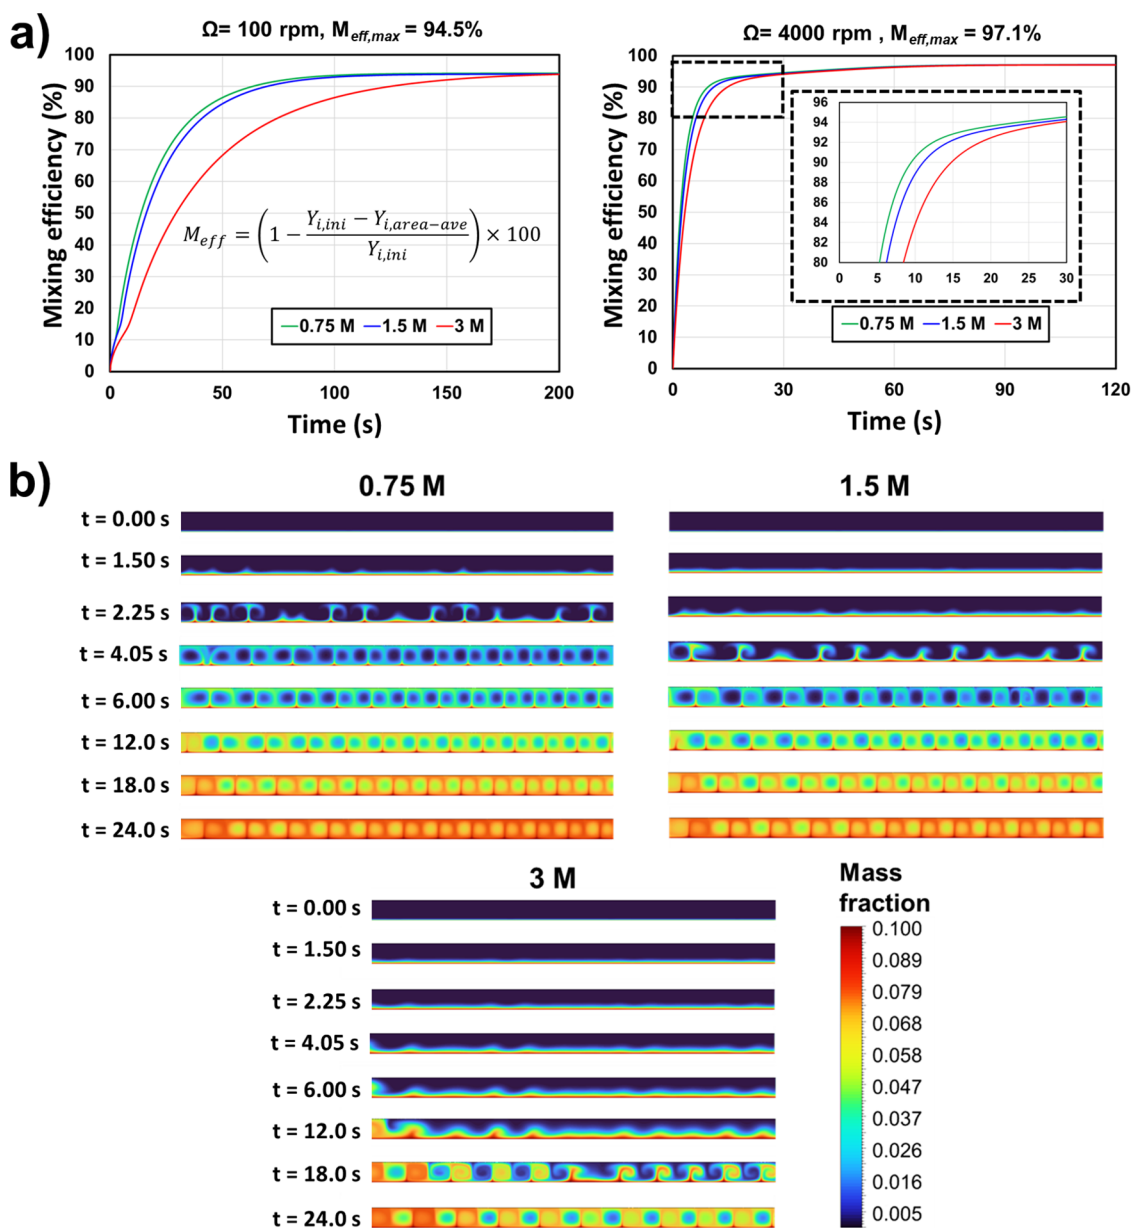 a)
Ω= 100 rpm, M_eff,max = 94.5%
Mixing efficiency (%)
100
90
80
70
60
50
40
30
20
10
0
M_eff = (1 − (Y_i,ini − Y_i,area−ave) / Y_i,ini) × 100
0.75 M 1.5 M 3 M
0 50 100 150 200
Time (s)
Ω= 4000 rpm , M_eff,max = 97.1%
Mixing efficiency (%)
100
90
80
70
60
50
40
30
20
10
0
96
94
92
90
88
86
84
82
80
0 5 10 15 20 25 30
0.75 M 1.5 M 3 M
0 30 60 90 120
Time (s)
b)
0.75 M
t = 0.00 s
t = 1.50 s
t = 2.25 s
t = 4.05 s
t = 6.00 s
t = 12.0 s
t = 18.0 s
t = 24.0 s
1.5 M
3 M
t = 0.00 s
t = 1.50 s
t = 2.25 s
t = 4.05 s
t = 6.00 s
t = 12.0 s
t = 18.0 s
t = 24.0 s
Mass
fraction
0.100
0.089
0.079
0.068
0.058
0.047
0.037
0.026
0.016
0.005